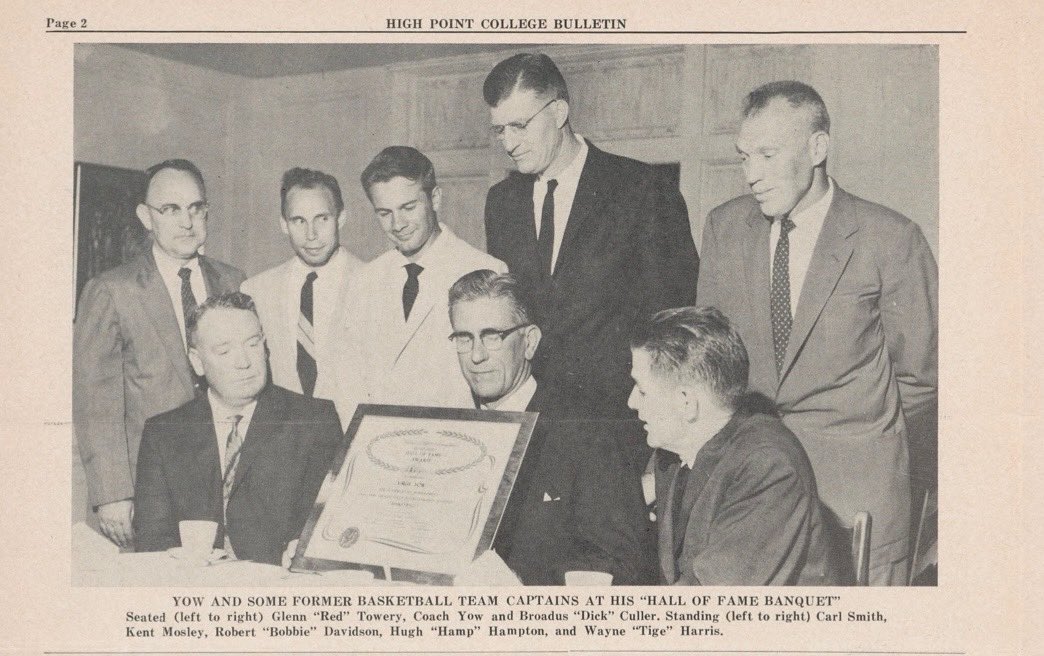 Page 2
HIGH POINT COLLEGE BULLETIN
HALL OF FAME
AWARD
YOW AND SOME FORMER BASKETBALL TEAM CAPTAINS AT HIS "HALL OF FAME BANQUET"
Seated (left to right) Glenn "Red" Towery, Coach Yow and Broadus "Dick" Culler. Standing (left to right) Carl Smith,
Kent Mosley, Robert "Bobbie" Davidson, Hugh "Hamp" Hampton, and Wayne "Tige" Harris.